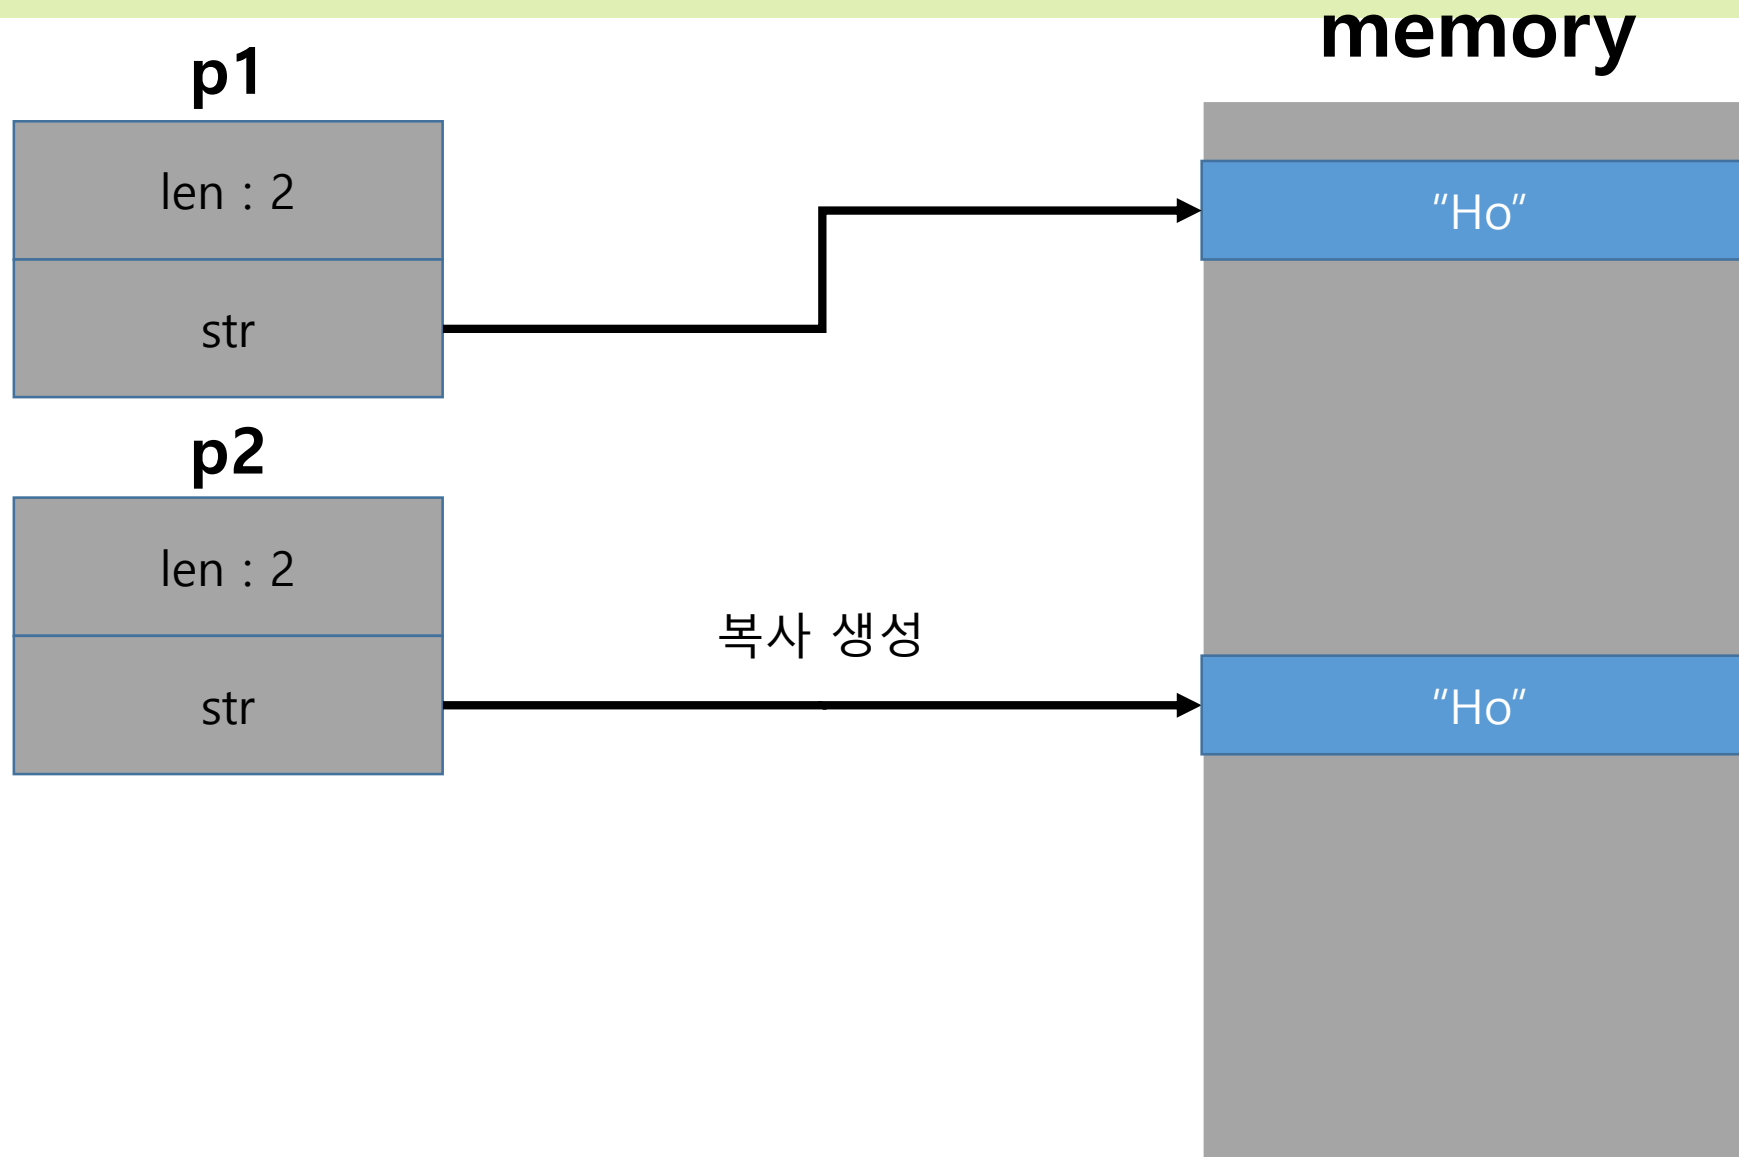 memory
p1
len : 2
"Ho"
str
p2
len : 2
복사 생성
str
"Ho"